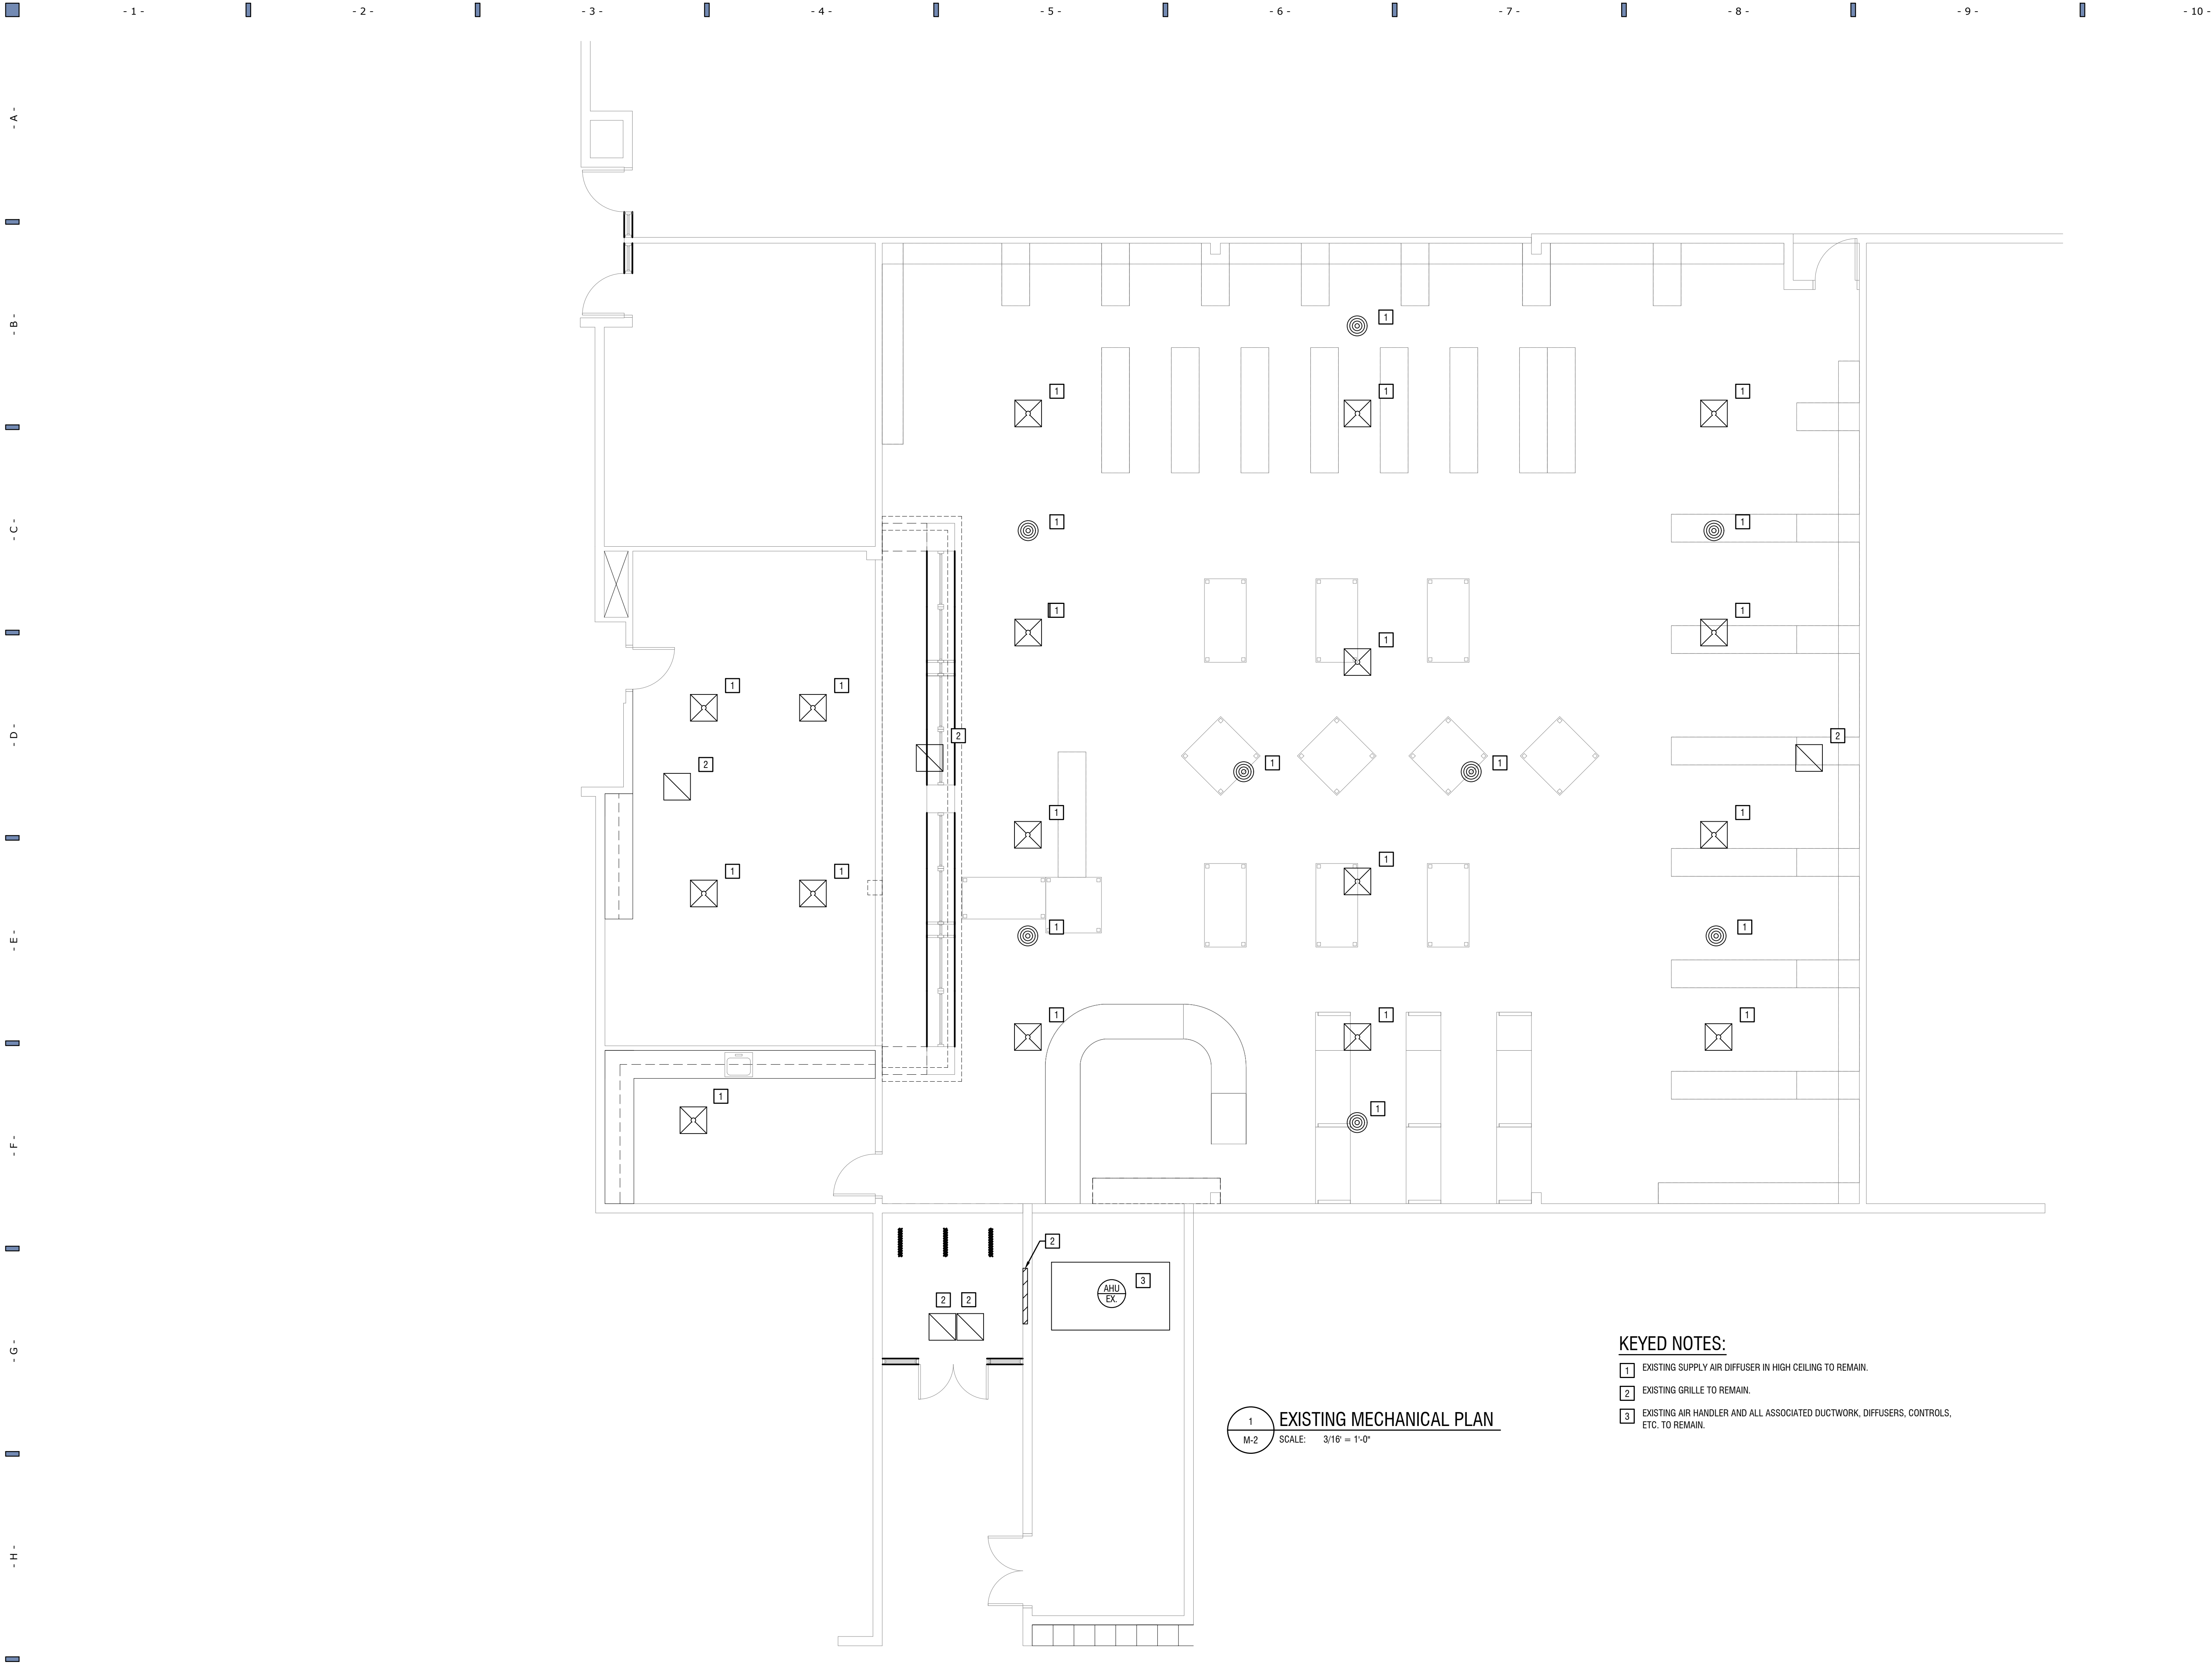 - 1 - - 2 - - 3 - - 4 - - 5 - - 6 - - 7 - - 8 - - 9 - - 10 -
- A -
- B -
1
1 1 1
- C -
1 1
1 1
1
- D -
1 1
2 2
2
1 1
1 1
1
1 1
- E -
1 1
1 1 1
1
1
- F -
2
3
AHU
EX.
2 2
- G -
KEYED NOTES:
1 EXISTING SUPPLY AIR DIFFUSER IN HIGH CEILING TO REMAIN.
2 EXISTING GRILLE TO REMAIN.
3 EXISTING AIR HANDLER AND ALL ASSOCIATED DUCTWORK, DIFFUSERS, CONTROLS,
ETC. TO REMAIN.
1 EXISTING MECHANICAL PLAN
M-2 SCALE: 3/16" = 1'-0"
- H -